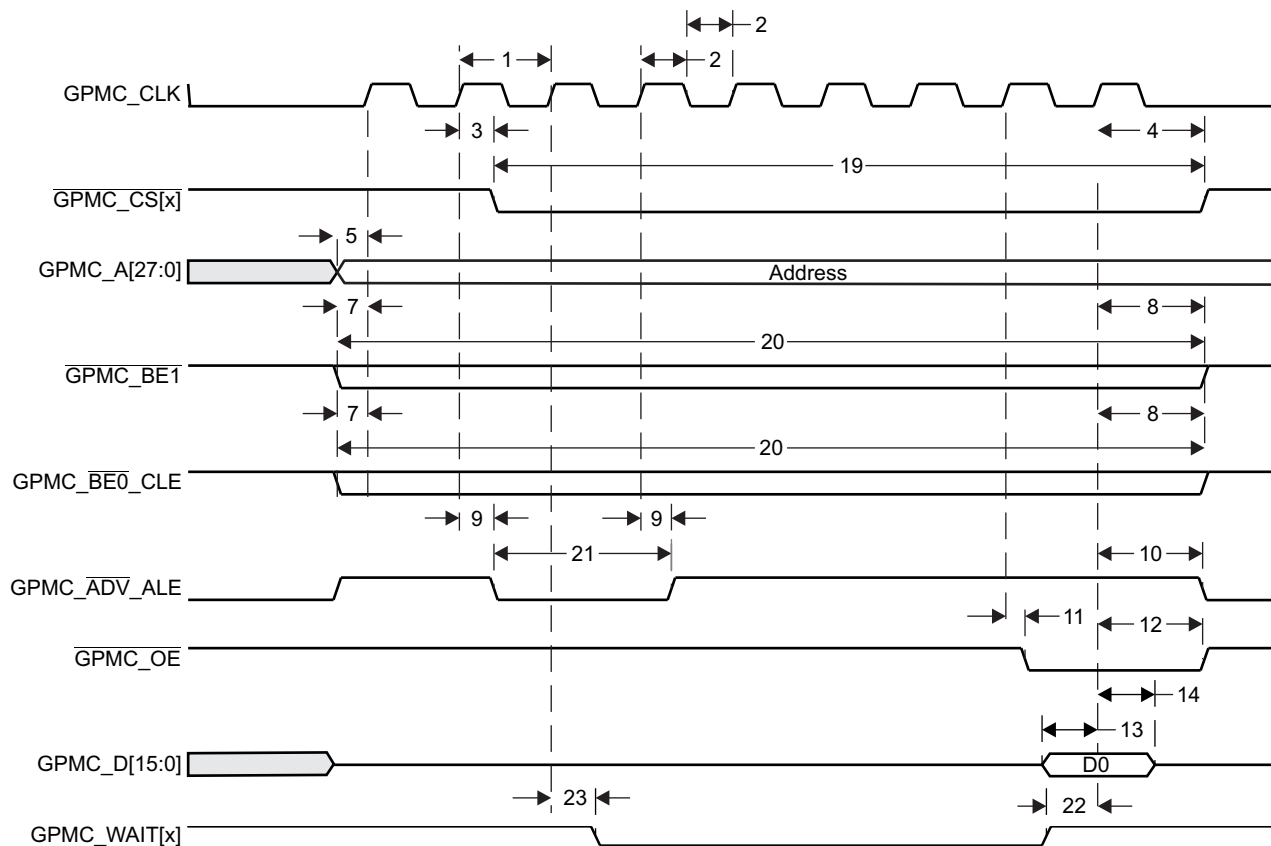 2
1
2
GPMC_CLK
3
4
19
GPMC_CS[x]
5
GPMC_A[27:0]
Address
7
8
20
GPMC_BE1
7
8
20
GPMC_BE0_CLE
9
9
21
10
GPMC_ADV_ALE
11
12
GPMC_OE
14
13
GPMC_D[15:0]
D0
23
22
GPMC_WAIT[x]